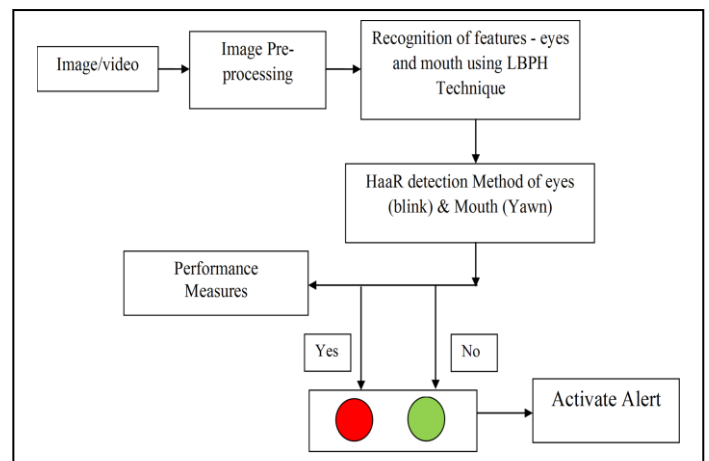 Image/video
Image Pre-
processing
Recognition of features - eyes
and mouth using LBPH
Technique
HaaR detection Method of eyes
(blink) & Mouth (Yawn)
Performance
Measures
Yes
No
Activate Alert